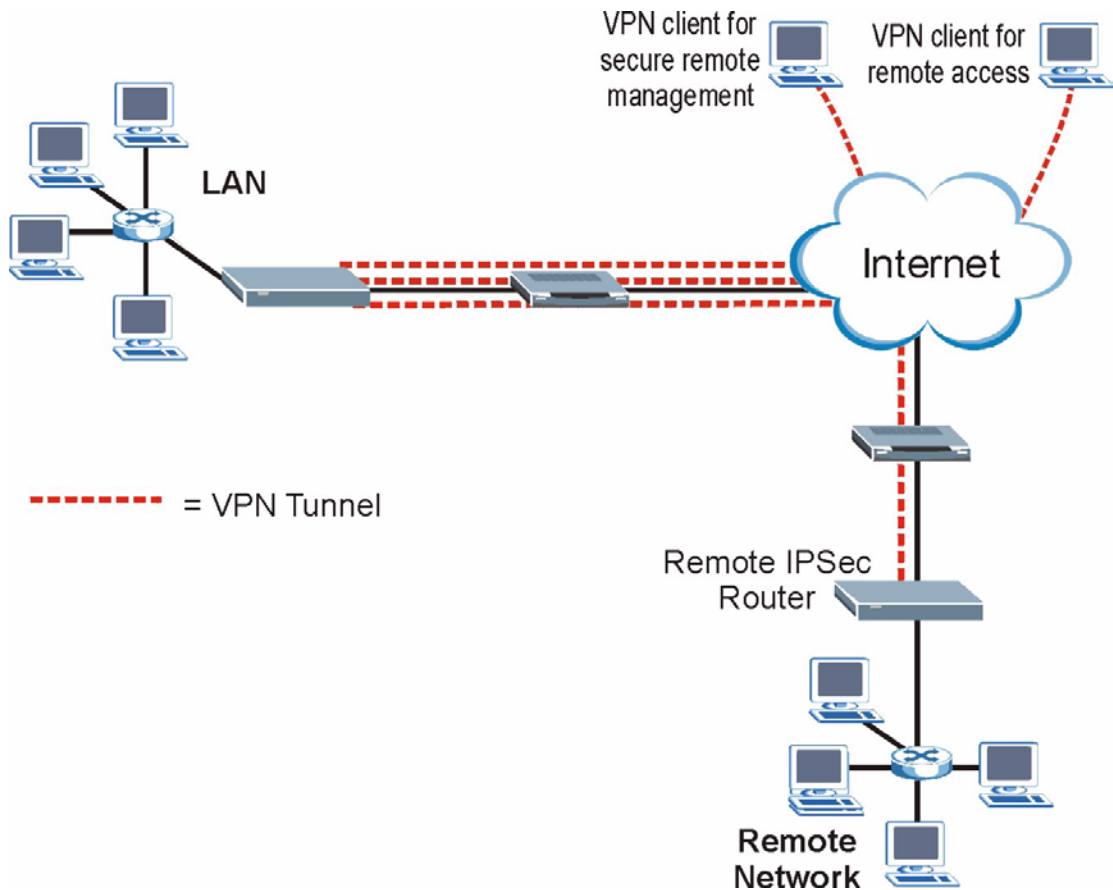 VPN client for
secure remote
management
VPN client for
remote access
LAN
Internet
= VPN Tunnel
Remote IPSec
Router
Remote
Network